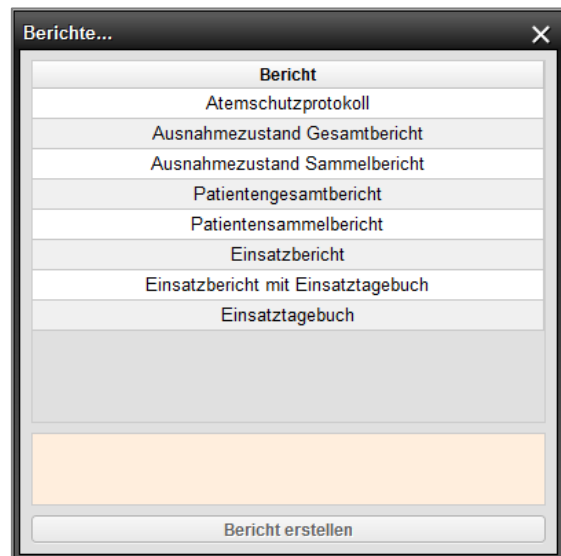 Berichte...
Bericht
Atemschutzprotokoll
Ausnahmezustand Gesamtbericht
Ausnahmezustand Sammelbericht
Patientengesamtbericht
Patientensammelbericht
Einsatzbericht
Einsatzbericht mit Einsatztagebuch
Einsatztagebuch
Bericht erstellen